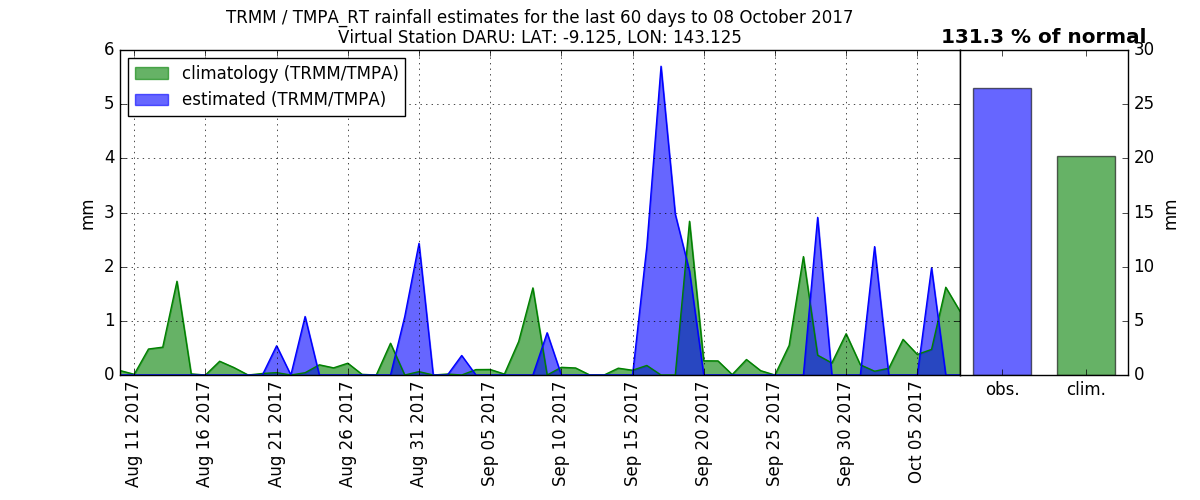 TRMM / TMPA_RT rainfall estimates for the last 60 days to 08 October 2017
Virtual Station DARU: LAT: -9.125, LON: 143.125
131.3 % of normal
climatology (TRMM/TMPA)
estimated (TRMM/TMPA)
6
5
4
3
2
1
0
mm
Aug 11 2017
Aug 16 2017
Aug 21 2017
Aug 26 2017
Aug 31 2017
Sep 05 2017
Sep 10 2017
Sep 15 2017
Sep 20 2017
Sep 25 2017
Sep 30 2017
Oct 05 2017
obs.
clim.
30
25
20
15
10
5
0
mm